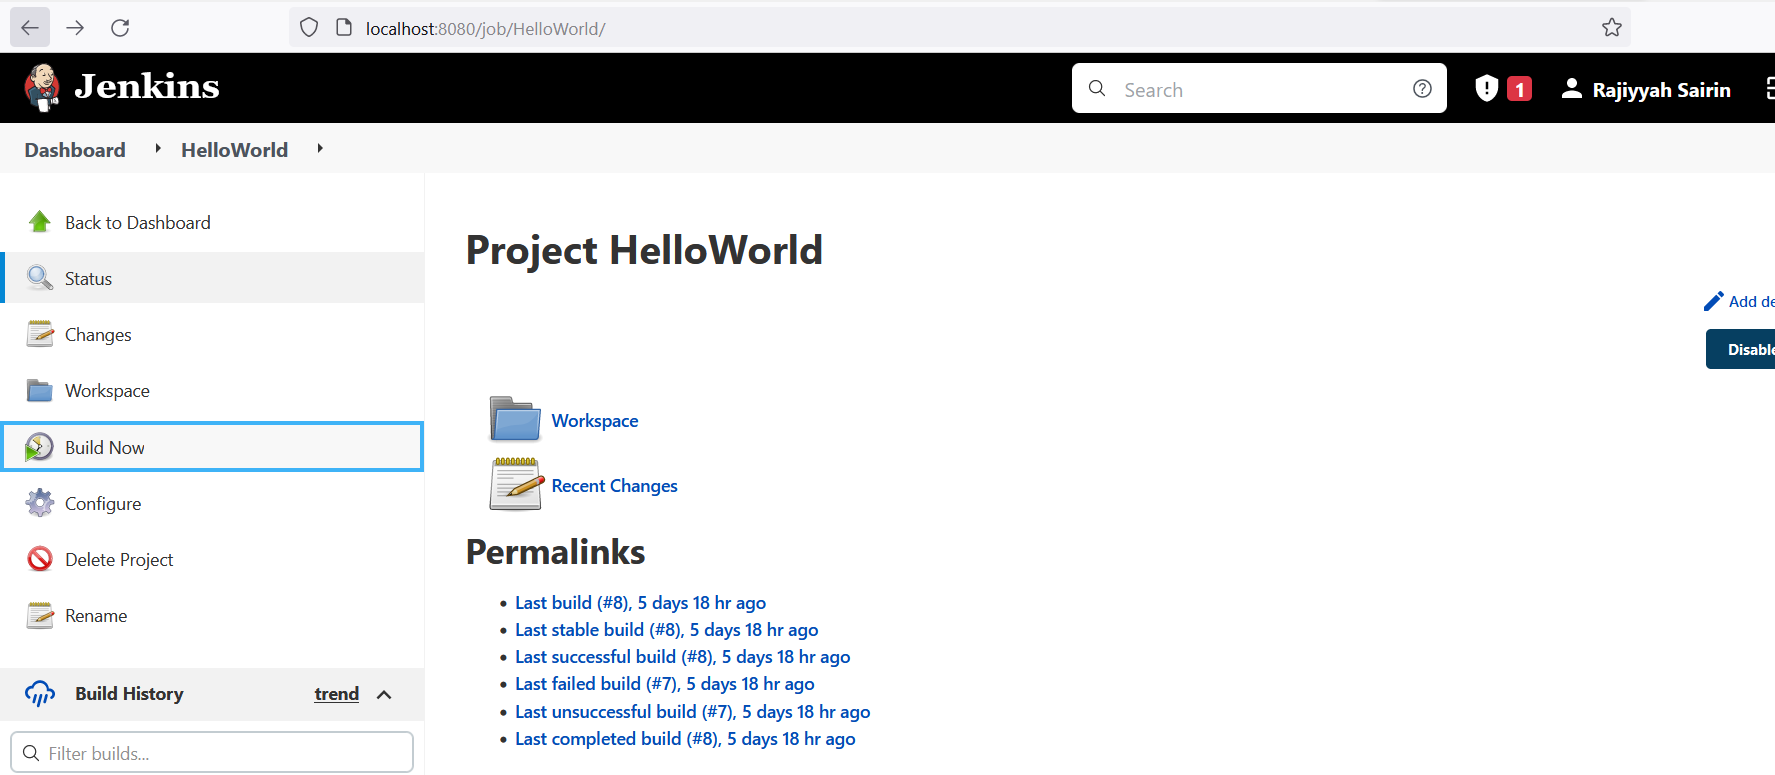 localhost:8080/job/HelloWorld/
Jenkins
Search
1
Rajiyyah Sairin
Dashboard
HelloWorld
Back to Dashboard
Status
Changes
Workspace
Build Now
Configure
Delete Project
Rename
Build History
trend
Filter builds...
Project HelloWorld
Add de
Disable
Workspace
Recent Changes
Permalinks
Last build (#8), 5 days 18 hr ago
Last stable build (#8), 5 days 18 hr ago
Last successful build (#8), 5 days 18 hr ago
Last failed build (#7), 5 days 18 hr ago
Last unsuccessful build (#7), 5 days 18 hr ago
Last completed build (#8), 5 days 18 hr ago